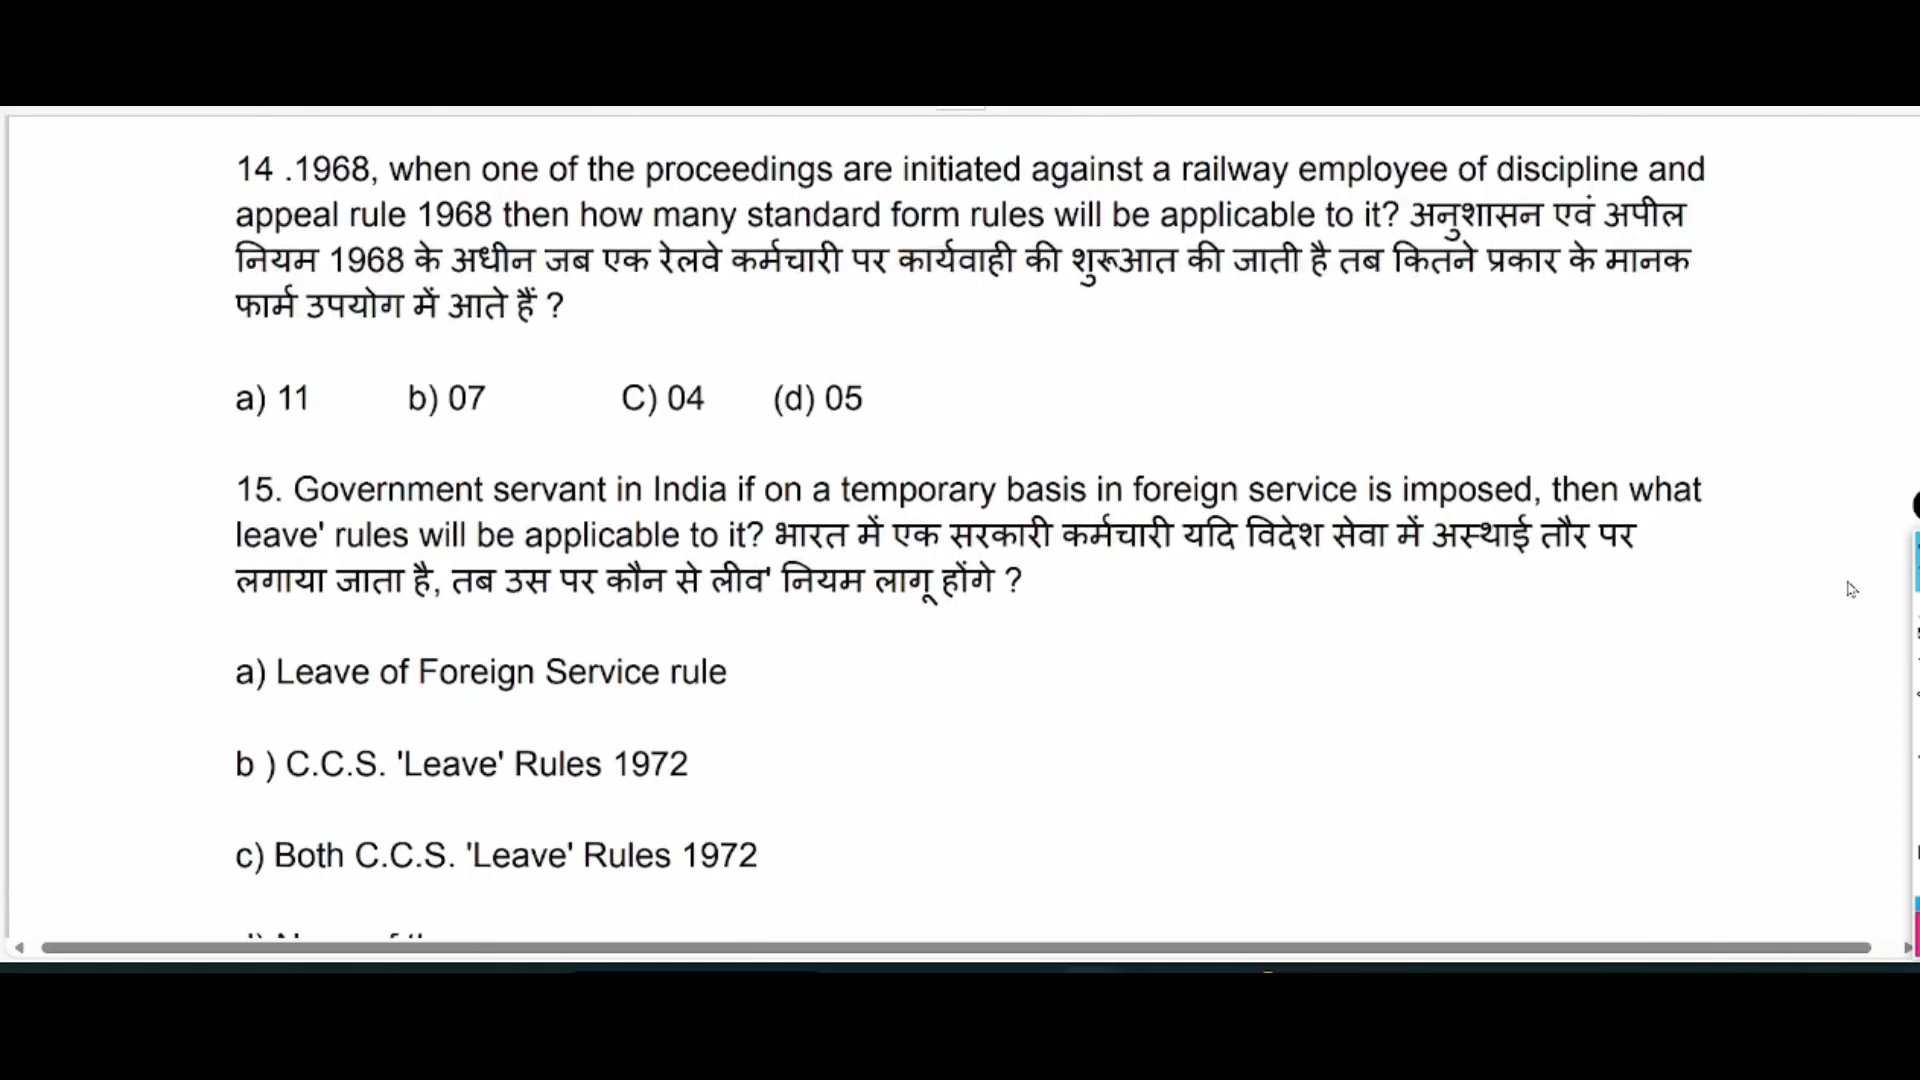 14 .1968, when one of the proceedings are initiated against a railway employee of discipline and
appeal rule 1968 then how many standard form rules will be applicable to it? अनुशासन एवं अपील
नियम 1968 के अधीन जब एक रेलवे कर्मचारी पर कार्यवाही की शुरूआत की जाती है तब कितने प्रकार के मानक
फार्म उपयोग में आते हैं ?
a) 11 b) 07 C) 04 (d) 05
15. Government servant in India if on a temporary basis in foreign service is imposed, then what
leave' rules will be applicable to it? भारत में एक सरकारी कर्मचारी यदि विदेश सेवा में अस्थाई तौर पर
लगाया जाता है, तब उस पर कौन से लीव' नियम लागू होंगे ?
a) Leave of Foreign Service rule
b ) C.C.S. 'Leave' Rules 1972
c) Both C.C.S. 'Leave' Rules 1972